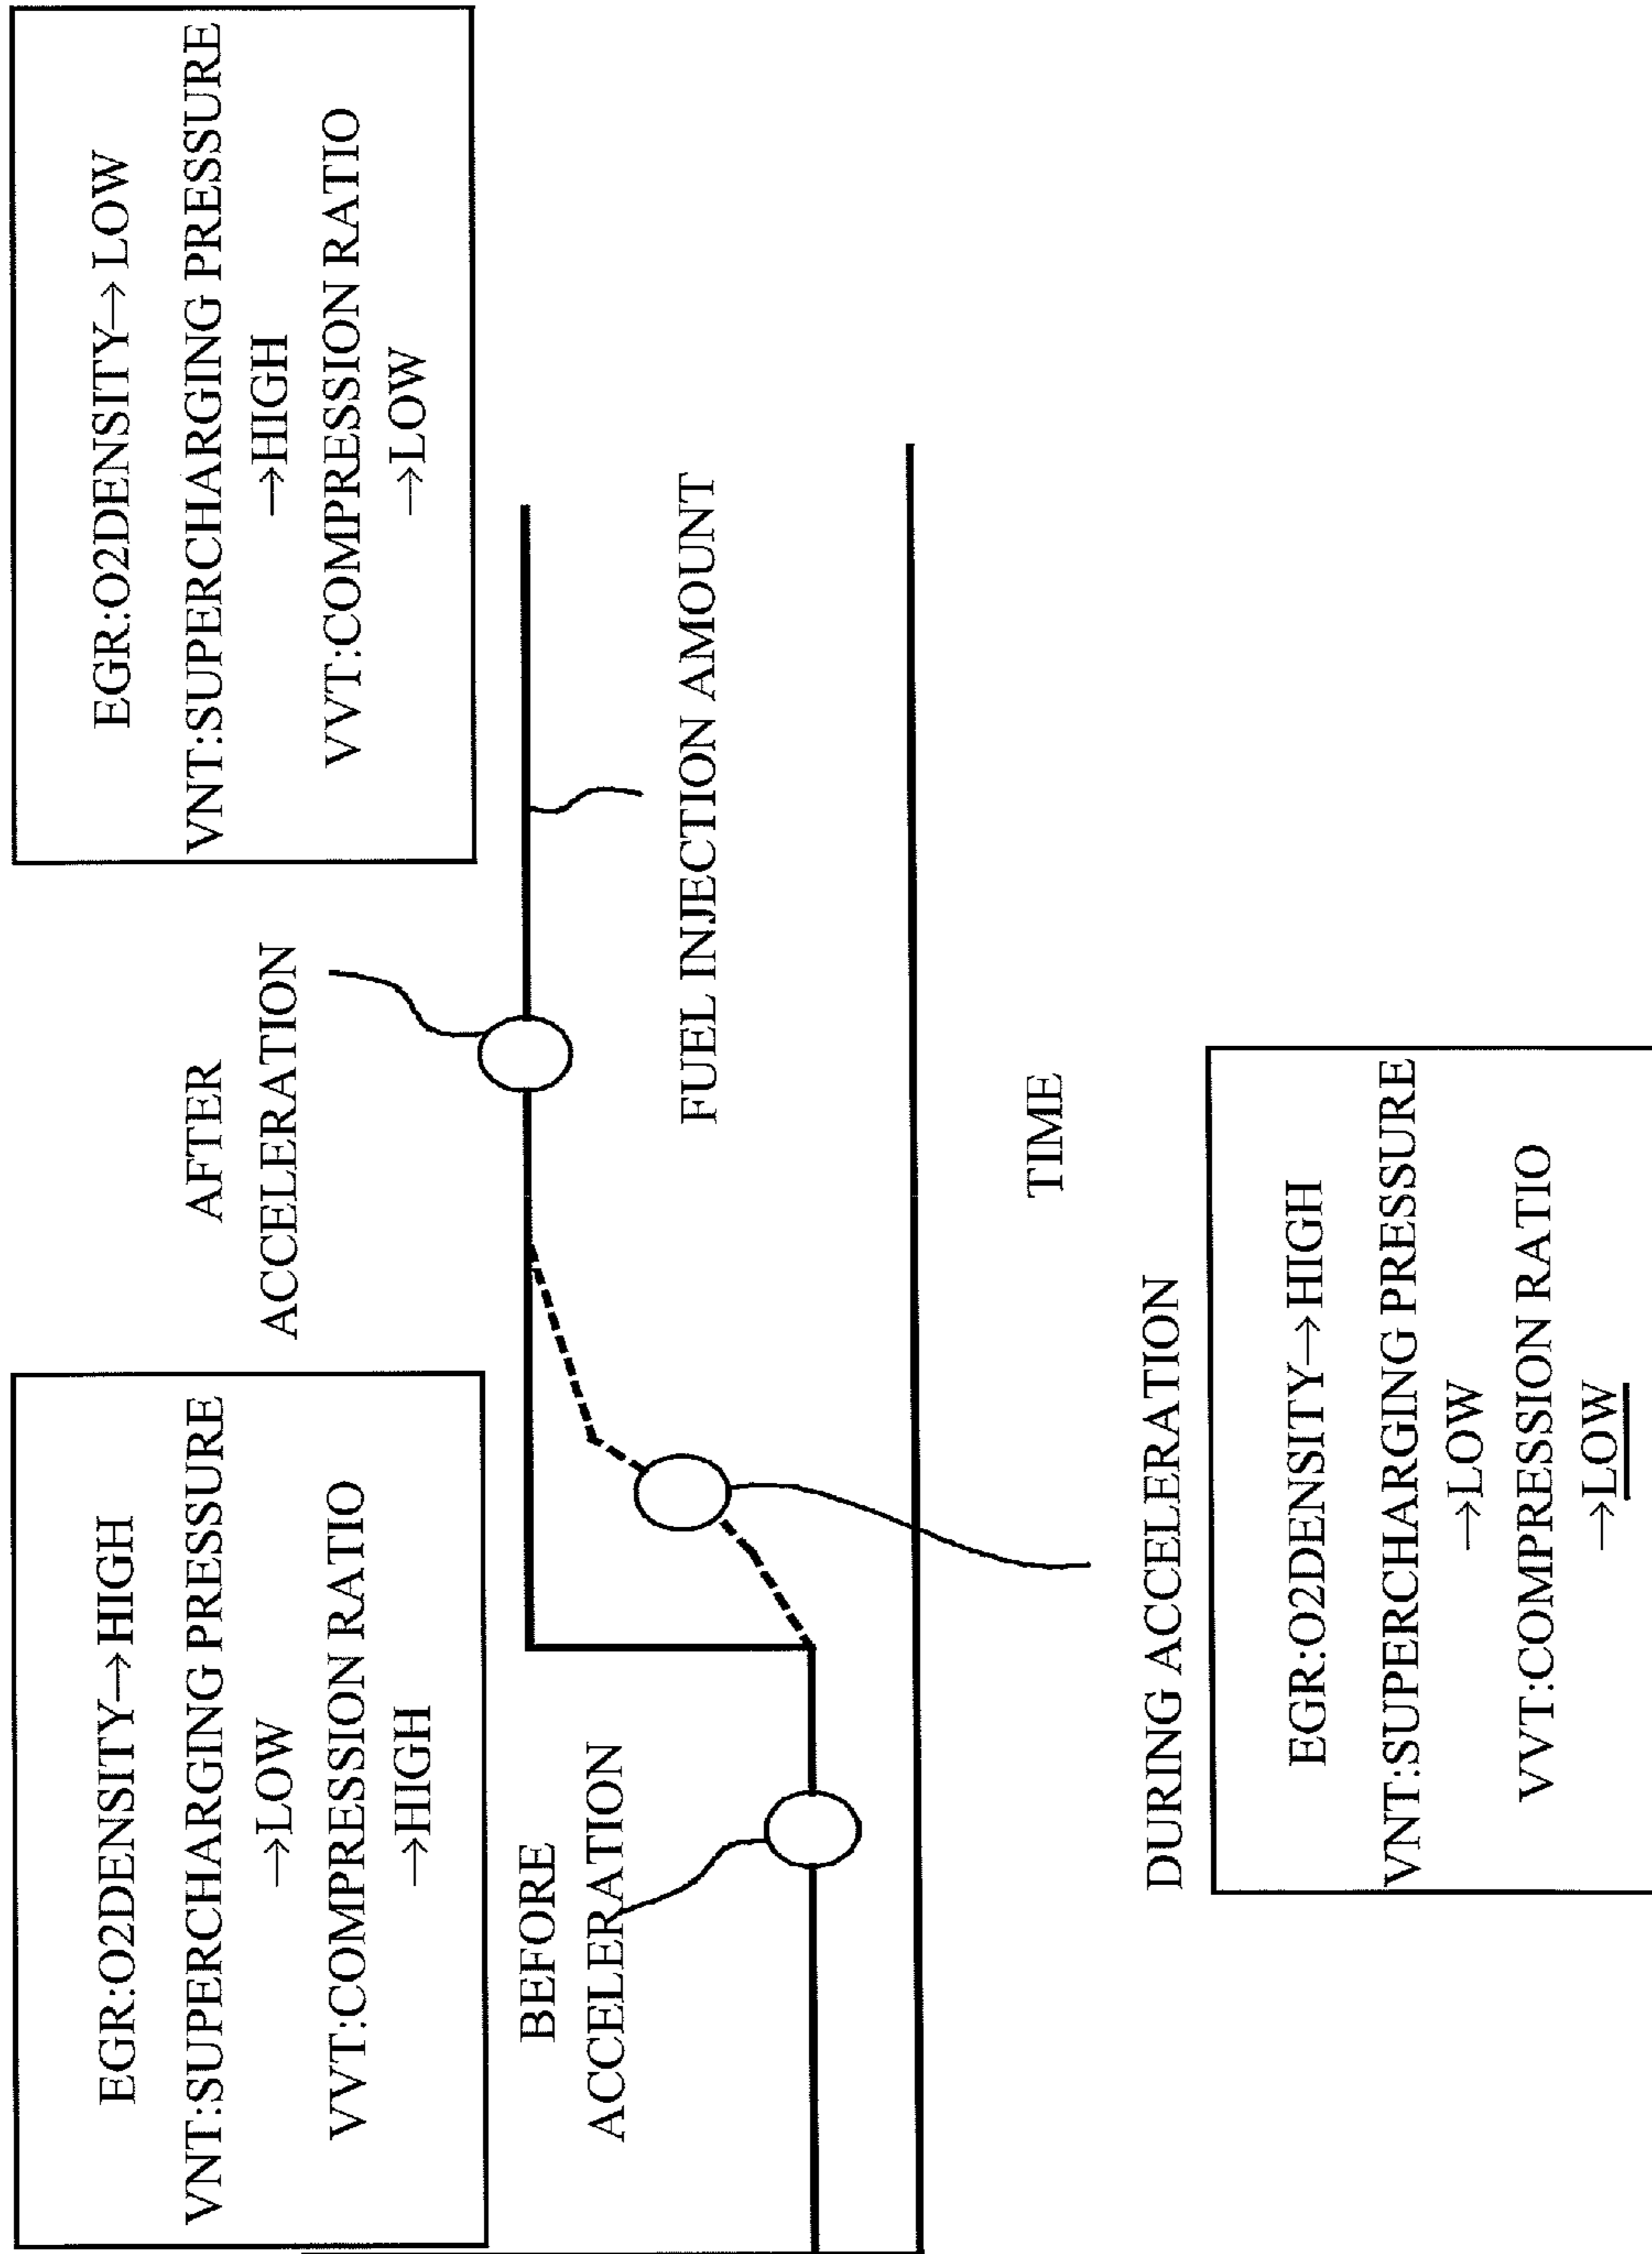 EGR:O2DENSITY→HIGH
VNT:SUPERCHARGING PRESSURE
→LOW
VVT:COMPRESSION RATIO
→HIGH
EGR:O2DENSITY→LOW
VNT:SUPERCHARGING PRESSURE
→HIGH
VVT:COMPRESSION RATIO
→LOW
AFTER
ACCELERATION
BEFORE
ACCELERATION
FUEL INJECTION AMOUNT
TIME
DURING ACCELERATION
EGR:O2DENSITY→HIGH
VNT:SUPERCHARGING PRESSURE
→LOW
VVT:COMPRESSION RATIO
→LOW